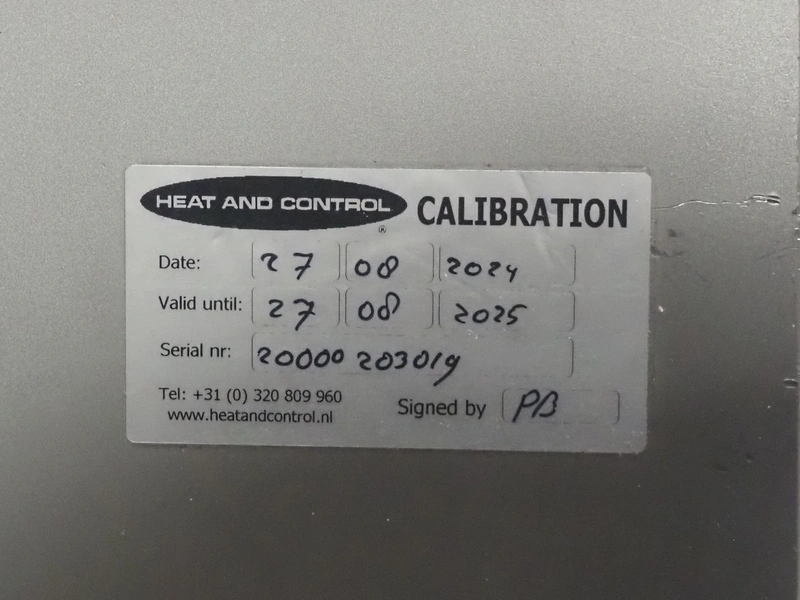 HEAT AND CONTROL ® CALIBRATION
Date: 27 08 2024
Valid until: 27 08 2025
Serial nr: 20000 203019
Tel: +31 (0) 320 809 960
www.heatandcontrol.nl
Signed by PB